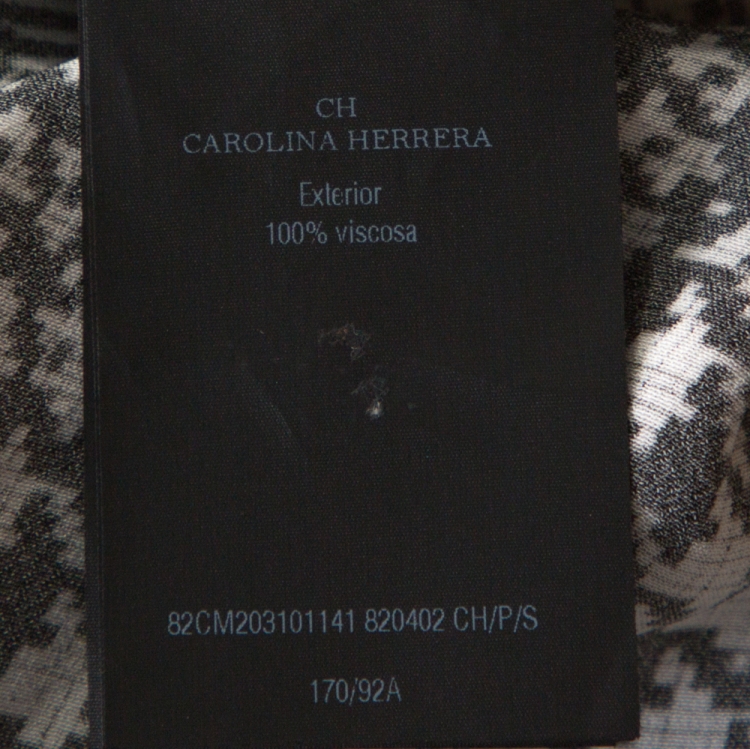 CH
CAROLINA HERRERA
Exterior
100% viscosa
82CM203101141 820402 CH/P/S
170/92A